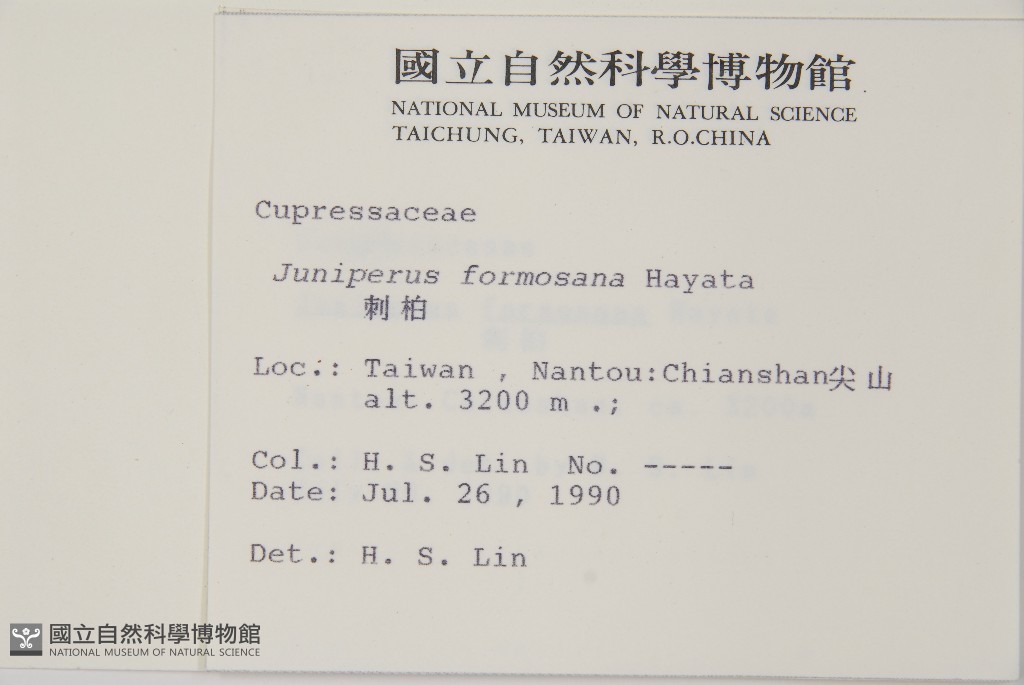 國立自然科學博物館
NATIONAL MUSEUM OF NATURAL SCIENCE
TAICHUNG, TAIWAN, R.O.CHINA
Cupressaceae
Juniperus formosana Hayata
刺柏
Loc.: Taiwan , Nantou:Chianshan尖山
alt. 3200 m .;
Col.: H. S. Lin No. -----
Date: Jul. 26 , 1990
Det.: H. S. Lin
國立自然科學博物館
NATIONAL MUSEUM OF NATURAL SCIENCE